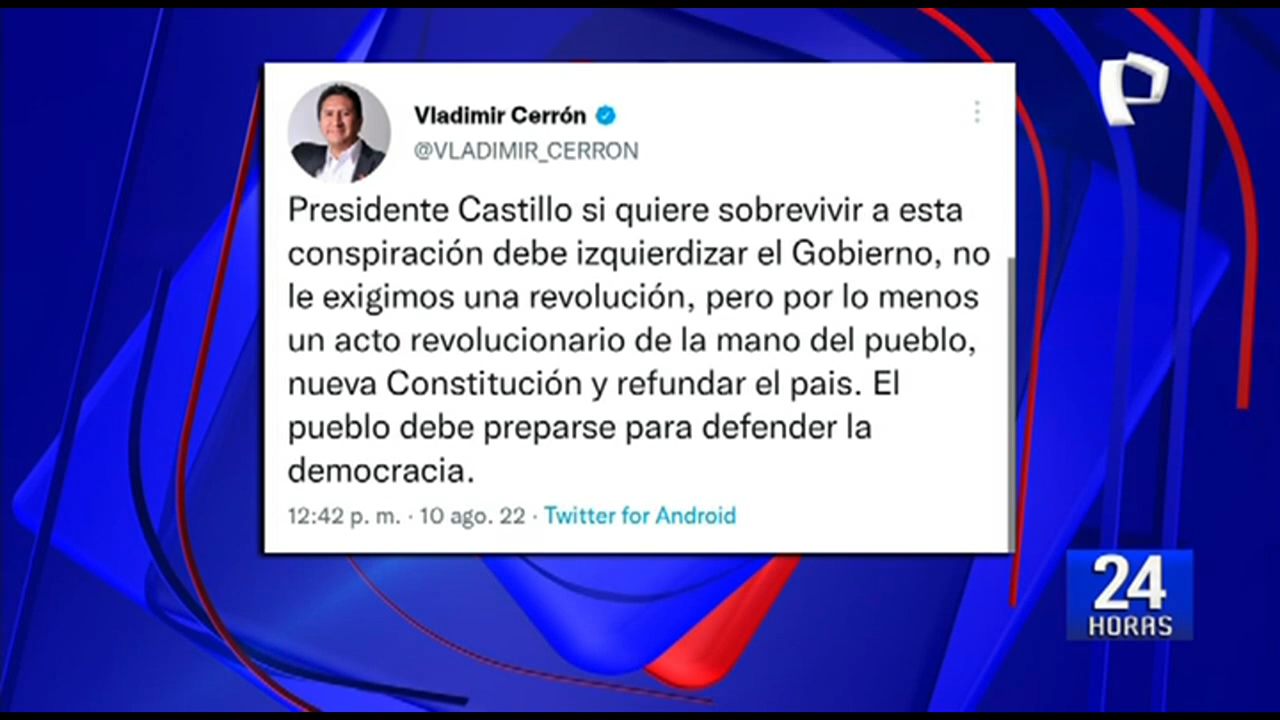 Vladimir Cerrón
@VLADIMIR_CERRON
Presidente Castillo si quiere sobrevivir a esta
conspiración debe izquierdizar el Gobierno, no
le exigimos una revolución, pero por lo menos
un acto revolucionario de la mano del pueblo,
nueva Constitución y refundar el pais. El
pueblo debe preparse para defender la
democracia.
12:42 p. m. · 10 ago. 22 · Twitter for Android
24
HORAS